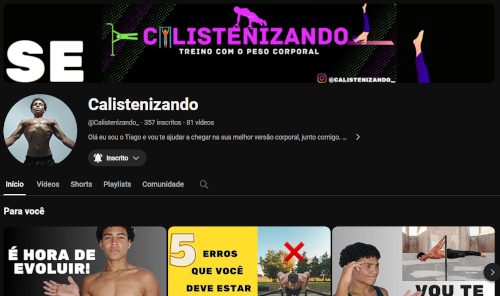 SE
CALISTENIZANDO
TREINO COM O PESO CORPORAL
@CALISTENIZANDO_
Calistenizando
@Calistenizando_ · 357 inscritos · 81 vídeos
Olá eu sou o Tiago e vou te ajudar a chegar na sua melhor versão corporal, junto comigo. ...
Inscrito
Início Vídeos Shorts Playlists Comunidade
Para você
É HORA DE
EVOLUIR!
5 ERROS
QUE VOCÊ
DEVE ESTAR
VOU TE